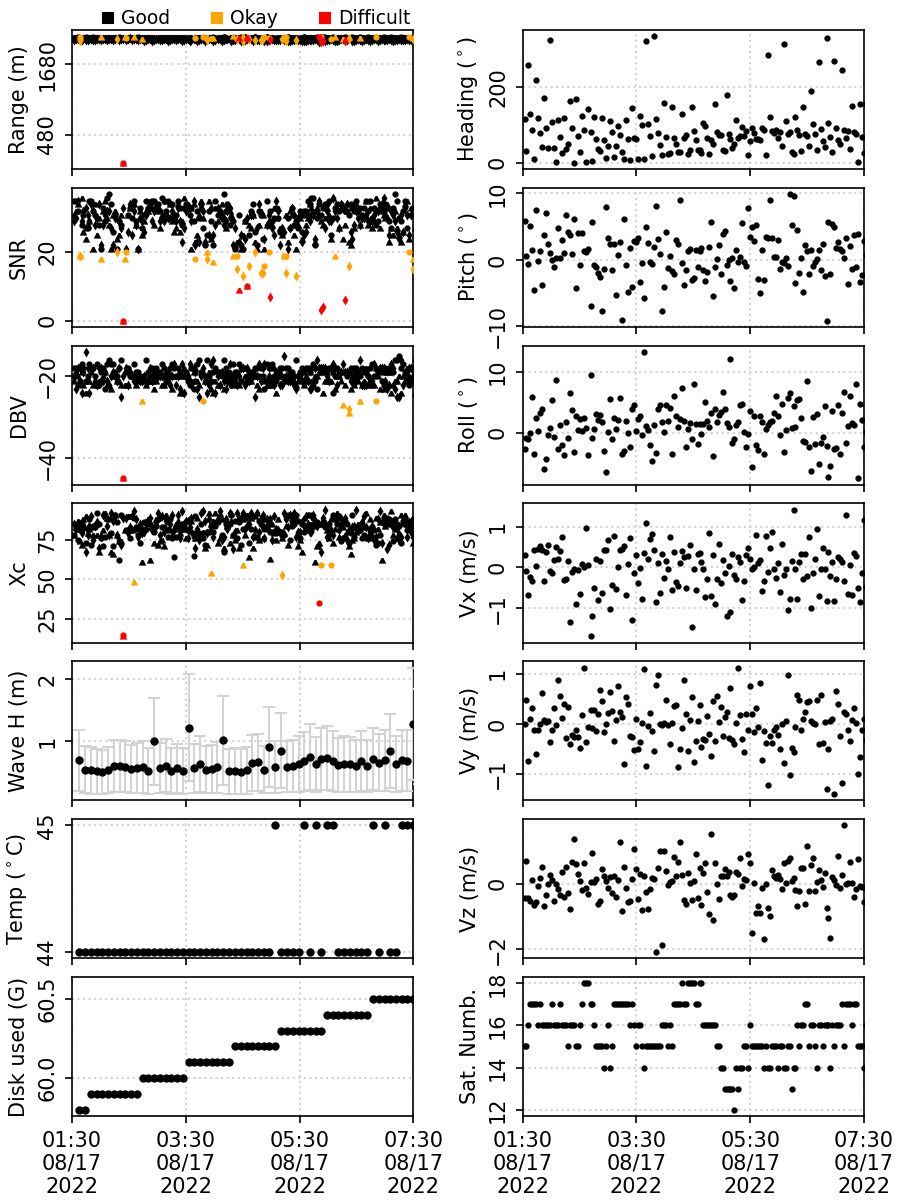 Good Okay Difficult
Range (m)
1680
480
SNR
20
0
DBV
−20
−40
Xc
75
50
25
Wave H (m)
2
1
Temp (°C)
45
44
Disk used (G)
60.5
60.0
01:30 03:30 05:30 07:30
08/17 08/17 08/17 08/17
2022 2022 2022 2022
Heading (°)
200
0
Pitch (°)
10
0
−10
Roll (°)
10
0
Vx (m/s)
1
0
−1
Vy (m/s)
1
0
−1
Vz (m/s)
0
−2
Sat. Numb.
18
16
14
12
01:30 03:30 05:30 07:30
08/17 08/17 08/17 08/17
2022 2022 2022 2022